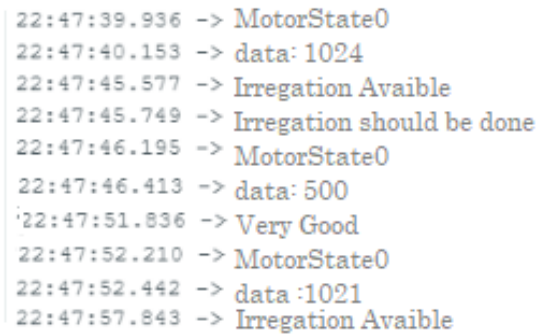 22:47:39.936 -> MotorState0
22:47:40.153 -> data: 1024
22:47:45.577 -> Irregation Avaible
22:47:45.749 -> Irregation should be done
22:47:46.195 -> MotorState0
22:47:46.413 -> data: 500
22:47:51.836 -> Very Good
22:47:52.210 -> MotorState0
22:47:52.442 -> data :1021
22:47:57.843 -> Irregation Avaible